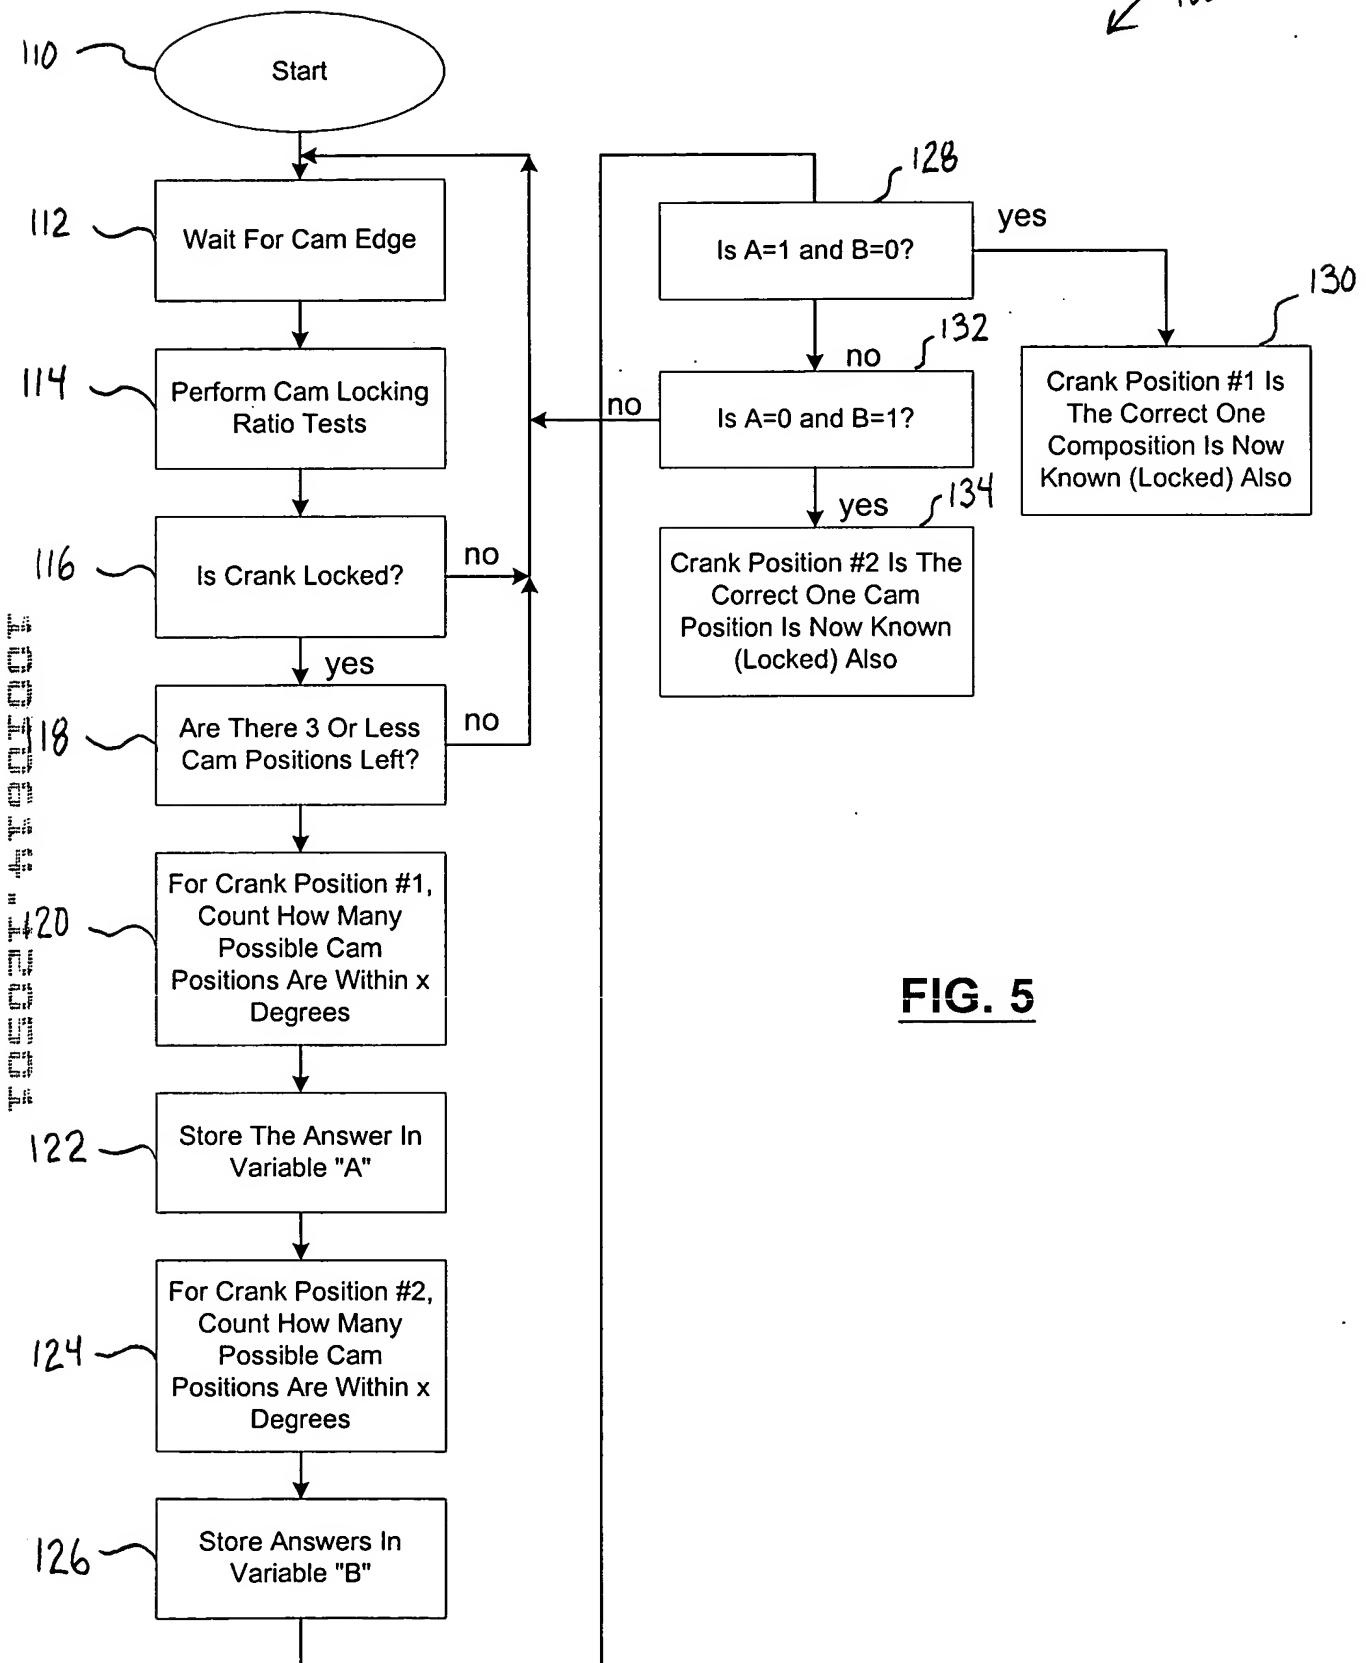 110
Start
112
Wait For Cam Edge
114
Perform Cam Locking
Ratio Tests
116
Is Crank Locked?
no
yes
118
Are There 3 Or Less
Cam Positions Left?
no
120
For Crank Position #1,
Count How Many
Possible Cam
Positions Are Within x
Degrees
122
Store The Answer In
Variable "A"
124
For Crank Position #2,
Count How Many
Possible Cam
Positions Are Within x
Degrees
126
Store Answers In
Variable "B"
128
Is A=1 and B=0?
yes
130
Crank Position #1 Is
The Correct One
Composition Is Now
Known (Locked) Also
no
132
Is A=0 and B=1?
no
yes
134
Crank Position #2 Is The
Correct One Cam
Position Is Now Known
(Locked) Also
FIG. 5